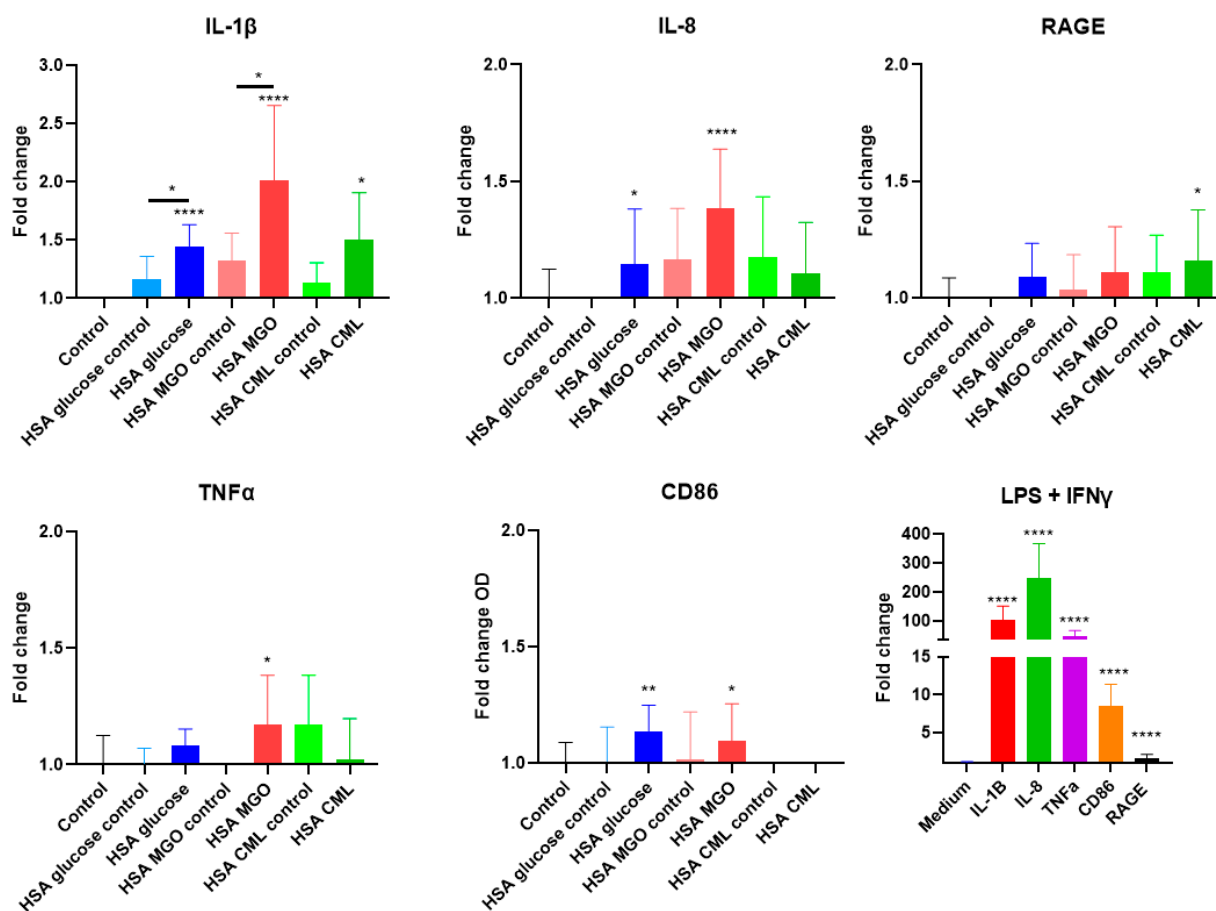 IL-1β
Fold change
3.0
2.5
2.0
1.5
1.0
*
****
*
****
*
Control
HSA glucose control
HSA glucose
HSA MGO control
HSA MGO
HSA CML control
HSA CML
IL-8
Fold change
2.0
1.5
1.0
*
****
Control
HSA glucose control
HSA glucose
HSA MGO control
HSA MGO
HSA CML control
HSA CML
RAGE
Fold change
2.0
1.5
1.0
*
Control
HSA glucose control
HSA glucose
HSA MGO control
HSA MGO
HSA CML control
HSA CML
TNFα
Fold change
2.0
1.5
1.0
*
Control
HSA glucose control
HSA glucose
HSA MGO control
HSA MGO
HSA CML control
HSA CML
CD86
Fold change OD
2.0
1.5
1.0
**
*
Control
HSA glucose control
HSA glucose
HSA MGO control
HSA MGO
HSA CML control
HSA CML
LPS + IFNγ
Fold change
400
300
200
100
15
10
5
****
****
****
****
****
Medium
IL-1B
IL-8
TNFa
CD86
RAGE